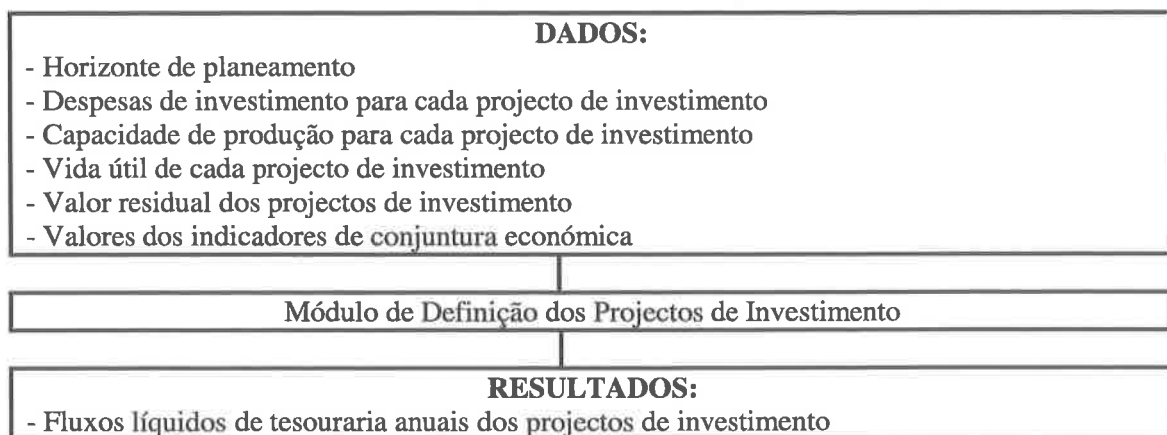 DADOS:
- Horizonte de planeamento
- Despesas de investimento para cada projecto de investimento
- Capacidade de produção para cada projecto de investimento
- Vida útil de cada projecto de investimento
- Valor residual dos projectos de investimento
- Valores dos indicadores de conjuntura económica
Módulo de Definição dos Projectos de Investimento
RESULTADOS:
- Fluxos líquidos de tesouraria anuais dos projectos de investimento